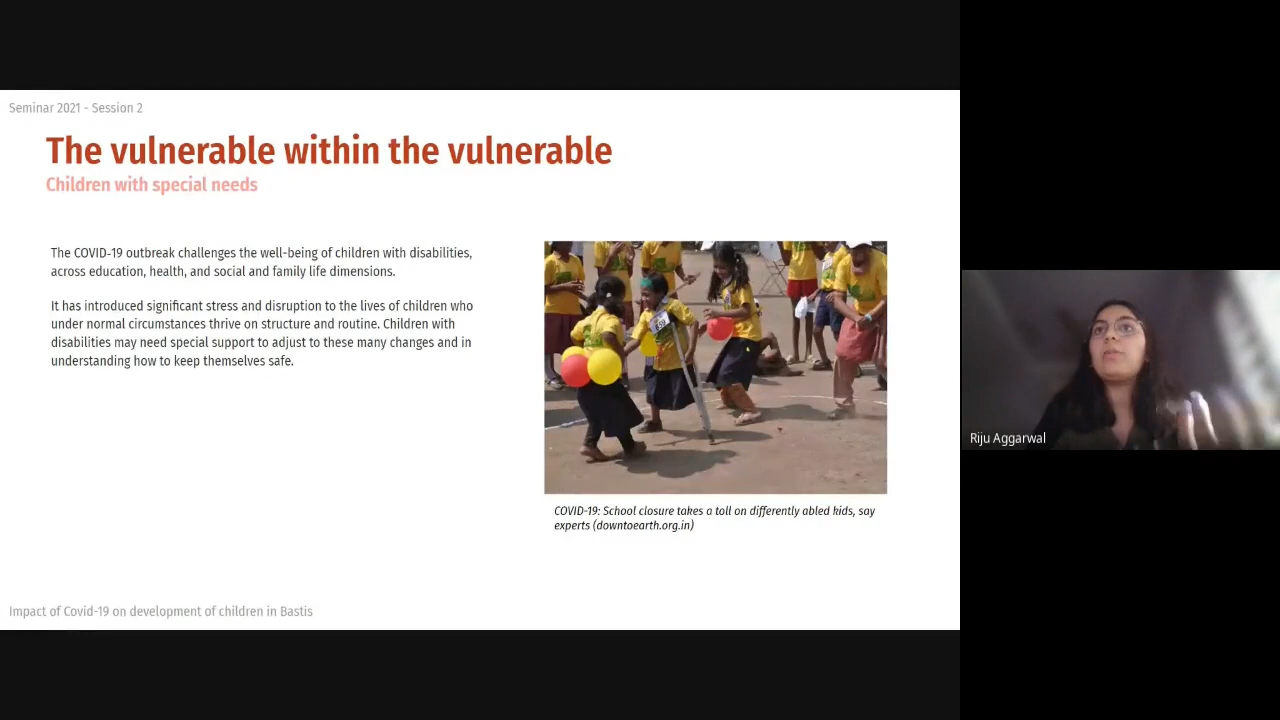 Seminar 2021 - Session 2
The vulnerable within the vulnerable
Children with special needs
The COVID-19 outbreak challenges the well-being of children with disabilities,
across education, health, and social and family life dimensions.
It has introduced significant stress and disruption to the lives of children who
under normal circumstances thrive on structure and routine. Children with
disabilities may need special support to adjust to these many changes and in
understanding how to keep themselves safe.
COVID-19: School closure takes a toll on differently abled kids, say
experts (downtoearth.org.in)
Impact of Covid-19 on development of children in Bastis
Riju Aggarwal